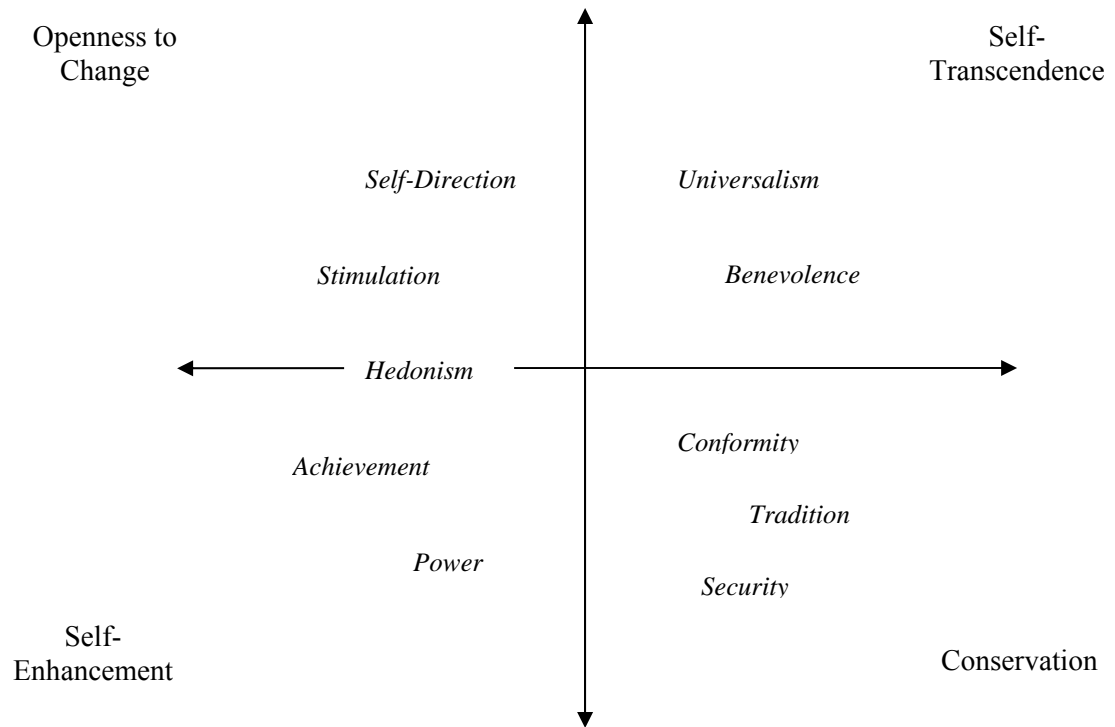 Openness to
Change
Self-
Transcendence
Self-Direction
Universalism
Stimulation
Benevolence
Hedonism
Conformity
Achievement
Tradition
Power
Security
Self-
Enhancement
Conservation